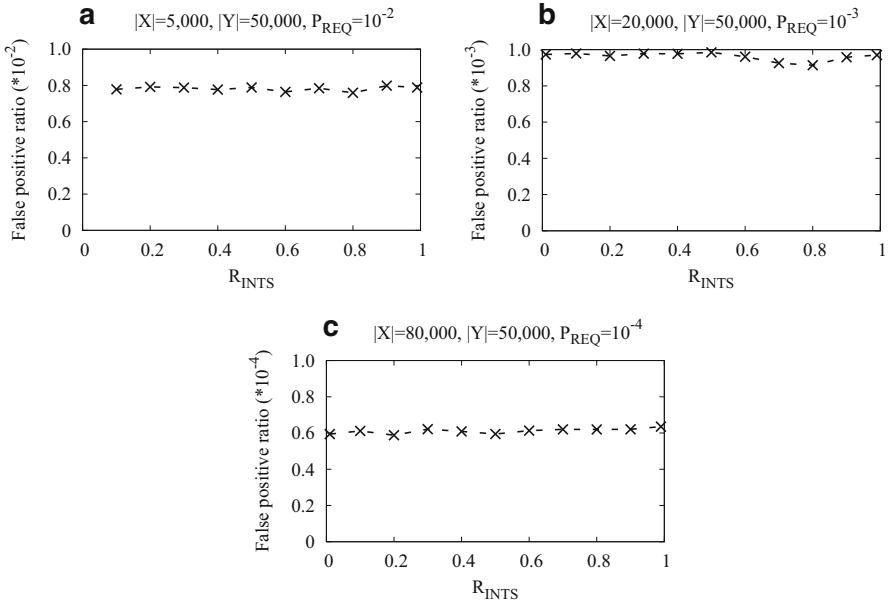 a
|X|=5,000, |Y|=50,000, P_REQ=10^-2
False positive ratio (*10^-2)
1.0
0.8
0.6
0.4
0.2
0
0 0.2 0.4 0.6 0.8 1
R_INTS
b
|X|=20,000, |Y|=50,000, P_REQ=10^-3
False positive ratio (*10^-3)
1.0
0.8
0.6
0.4
0.2
0
0 0.2 0.4 0.6 0.8 1
R_INTS
c
|X|=80,000, |Y|=50,000, P_REQ=10^-4
False positive ratio (*10^-4)
1.0
0.8
0.6
0.4
0.2
0
0 0.2 0.4 0.6 0.8 1
R_INTS